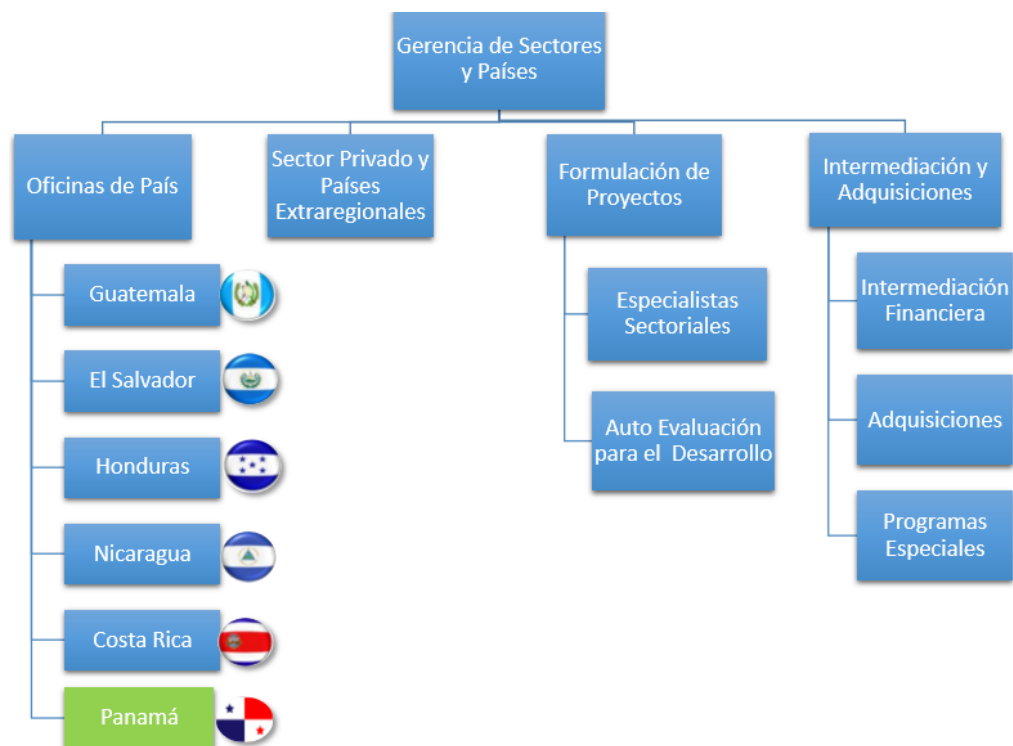 Gerencia de Sectores
y Países
Oficinas de País
Guatemala
El Salvador
Honduras
Nicaragua
Costa Rica
Panamá
Sector Privado y
Países
Extraregionales
Formulación de
Proyectos
Especialistas
Sectoriales
Auto Evaluación
para el Desarrollo
Intermediación y
Adquisiciones
Intermediación
Financiera
Adquisiciones
Programas
Especiales